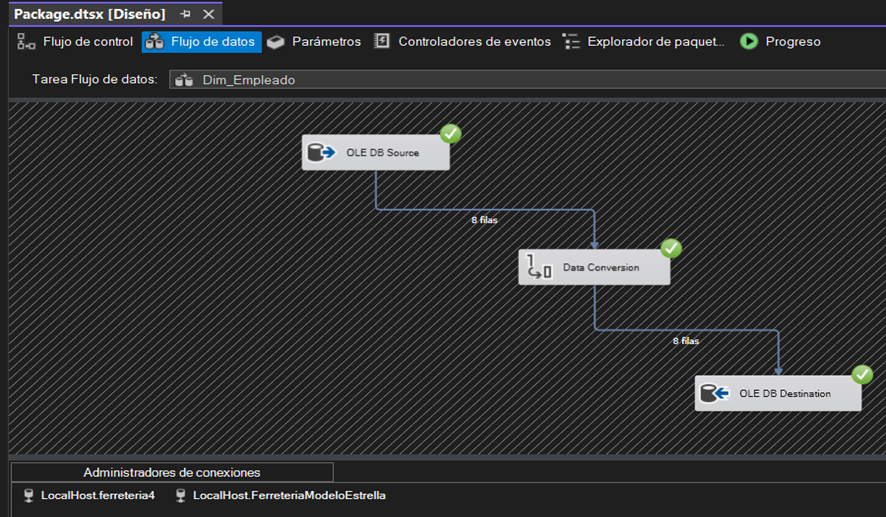 Package.dtsx [Diseño]
Flujo de control Flujo de datos Parámetros Controladores de eventos Explorador de paquet... Progreso
Tarea Flujo de datos: Dim_Empleado
OLE DB Source
8 filas
Data Conversion
8 filas
OLE DB Destination
Administradores de conexiones
LocalHost.ferreteria4 LocalHost.FerreteriaModeloEstrella